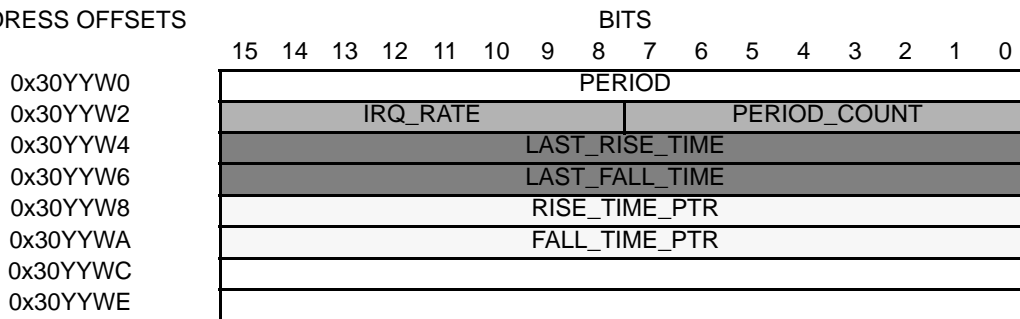 DRESS OFFSETS BITS
15 14 13 12 11 10 9 8 7 6 5 4 3 2 1 0
0x30YYW0 PERIOD
0x30YYW2 IRQ_RATE PERIOD_COUNT
0x30YYW4 LAST_RISE_TIME
0x30YYW6 LAST_FALL_TIME
0x30YYW8 RISE_TIME_PTR
0x30YYWA FALL_TIME_PTR
0x30YYWC
0x30YYWE